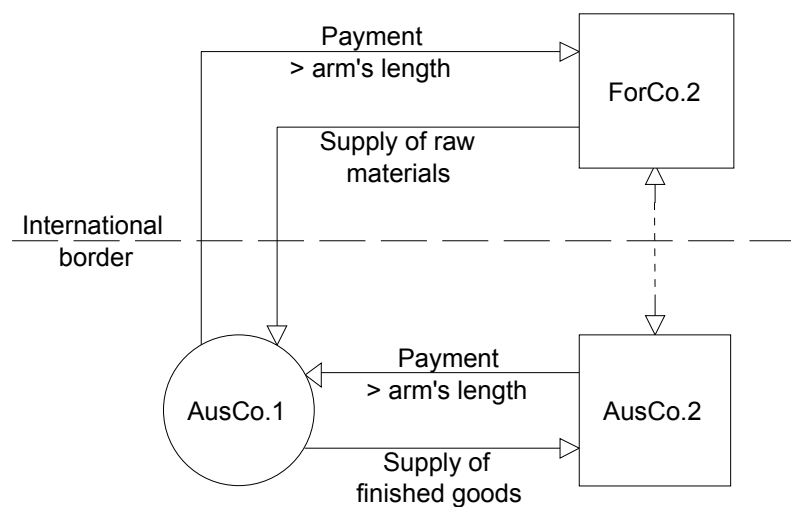 Payment
> arm's length
ForCo.2
Supply of raw
materials
International
border
Payment
> arm's length
AusCo.1
AusCo.2
Supply of
finished goods